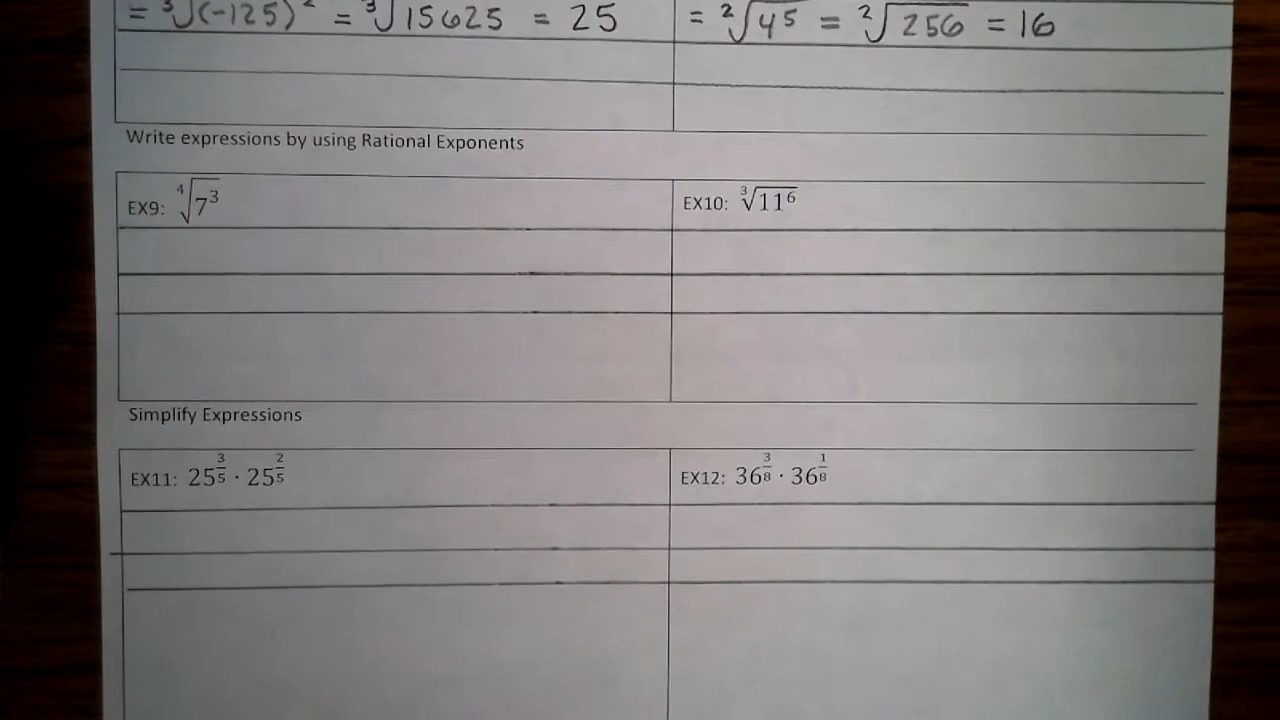 = ³√(-125)² = ³√15625 = 25
= ²√4⁵ = ²√256 = 16
Write expressions by using Rational Exponents
EX9: ⁴√7³
EX10: ³√11⁶
Simplify Expressions
EX11: 25^(3/5) · 25^(2/5)
EX12: 36^(3/8) · 36^(1/8)